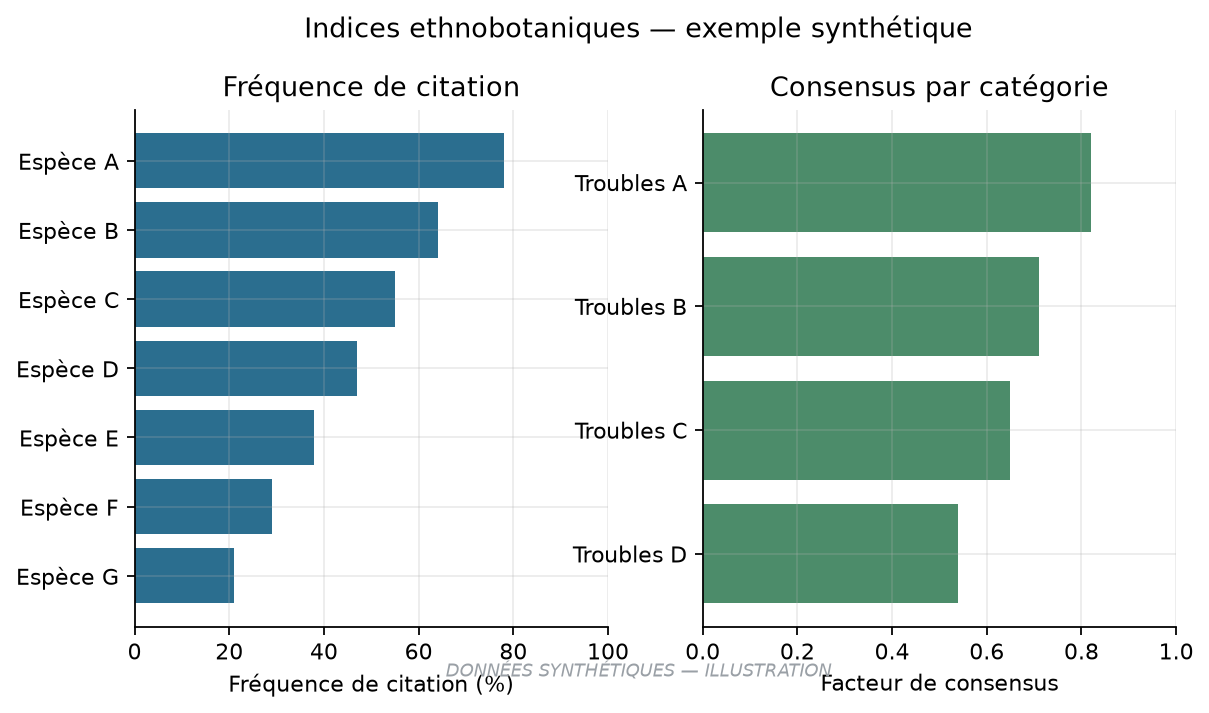 Indices ethnobotaniques — exemple synthétique
Fréquence de citation
Espèce A
Espèce B
Espèce C
Espèce D
Espèce E
Espèce F
Espèce G
0 20 40 60 80 100
Fréquence de citation (%)
Consensus par catégorie
Troubles A
Troubles B
Troubles C
Troubles D
0.0 0.2 0.4 0.6 0.8 1.0
Facteur de consensus
DONNÉES SYNTHÉTIQUES — ILLUSTRATION